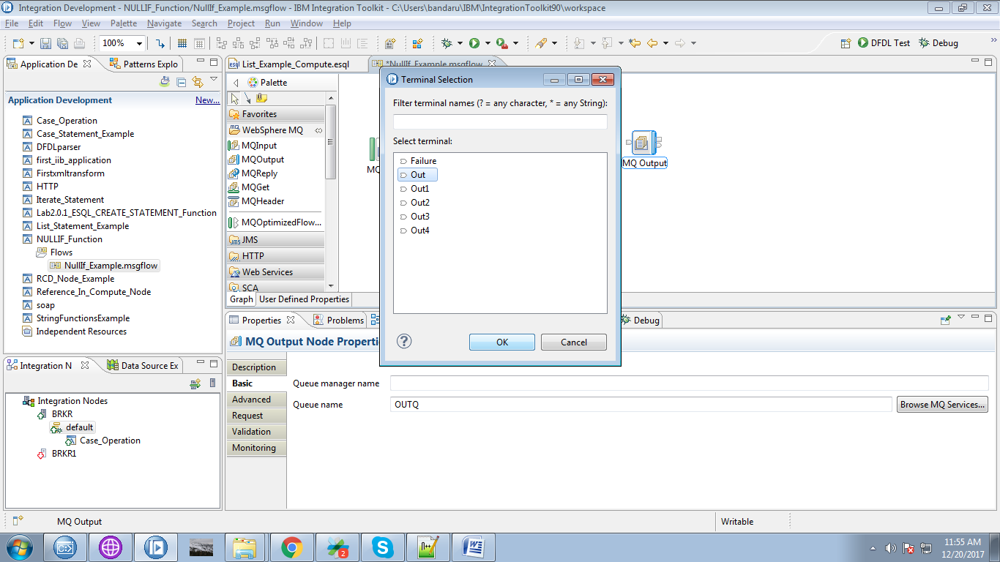 Integration Development - NULLIF_Function/NullIf_Example.msgflow - IBM Integration Toolkit - C:\Users\bandaru\IBM\IntegrationToolkit90\workspace
File Edit Flow View Palette Navigate Search Project Run Window Help
100% DFDL Test Debug
Application De Patterns Explo
Application Development New...
Case_Operation
Case_Statement_Example
DFDLparser
first_iib_application
Firstxmltransform
HTTP
Iterate_Statement
Lab2.0.1_ESQL_CREATE_STATEMENT_Function
List_Statement_Example
NULLIF_Function
Flows
NullIf_Example.msgflow
RCD_Node_Example
Reference_In_Compute_Node
soap
StringFunctionsExample
Independent Resources
Integration N Data Source Ex
Integration Nodes
BRKR
default
Case_Operation
BRKR1
List_Example_Compute.esql *NullIf_Example.msgflow
Palette
Favorites
WebSphere MQ
MQInput
MQOutput
MQReply
MQGet
MQHeader
MQOptimizedFlow...
JMS
HTTP
Web Services
SCA
Graph User Defined Properties
MQ Output
Terminal Selection
Filter terminal names (? = any character, * = any String):
Select terminal:
Failure
Out
Out1
Out2
Out3
Out4
OK Cancel
Properties Problems Debug
MQ Output Node Properti
Description
Basic
Advanced
Request
Validation
Monitoring
Queue manager name
Queue name OUTQ Browse MQ Services...
MQ Output Writable
2
11:55 AM
12/20/2017